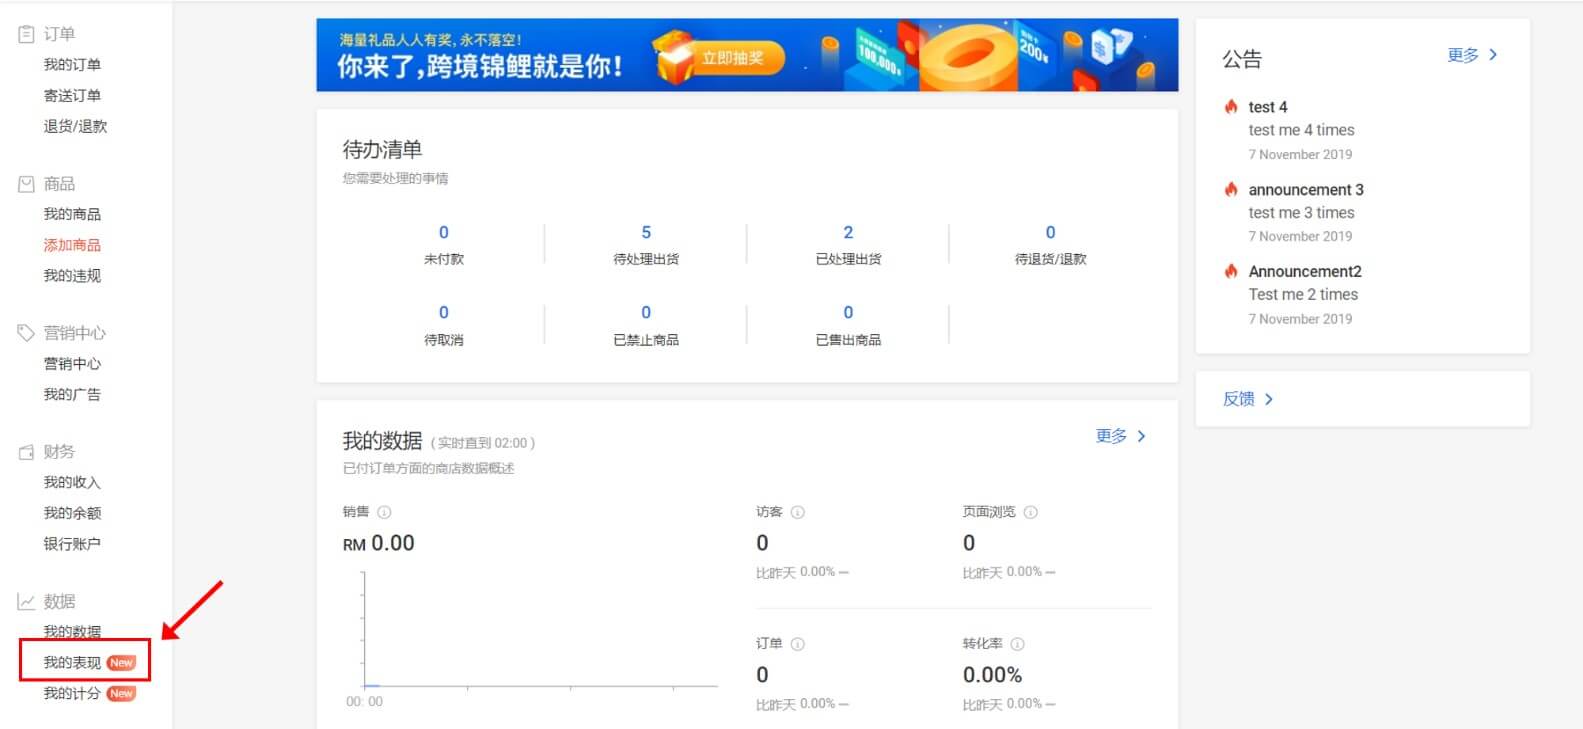 订单
我的订单
寄送订单
退货/退款
商品
我的商品
添加商品
我的违规
营销中心
营销中心
我的广告
财务
我的收入
我的余额
银行账户
数据
我的数据
我的表现 New
我的计分 New
海量礼品人人有奖,永不落空!
你来了,跨境锦鲤就是你!
立即抽奖
100,000s
200
待办清单
您需要处理的事情
0
未付款
5
待处理出货
2
已处理出货
0
待退货/退款
0
待取消
0
已禁止商品
0
已售出商品
我的数据 ( 实时直到 02:00 )
更多
已付订单方面的商店数据概述
销售
RM 0.00
00: 00
访客
0
比昨天 0.00% –
页面浏览
0
比昨天 0.00% –
订单
0
比昨天 0.00% –
转化率
0.00%
比昨天 0.00% –
公告
更多
test 4
test me 4 times
7 November 2019
announcement 3
test me 3 times
7 November 2019
Announcement2
Test me 2 times
7 November 2019
反馈